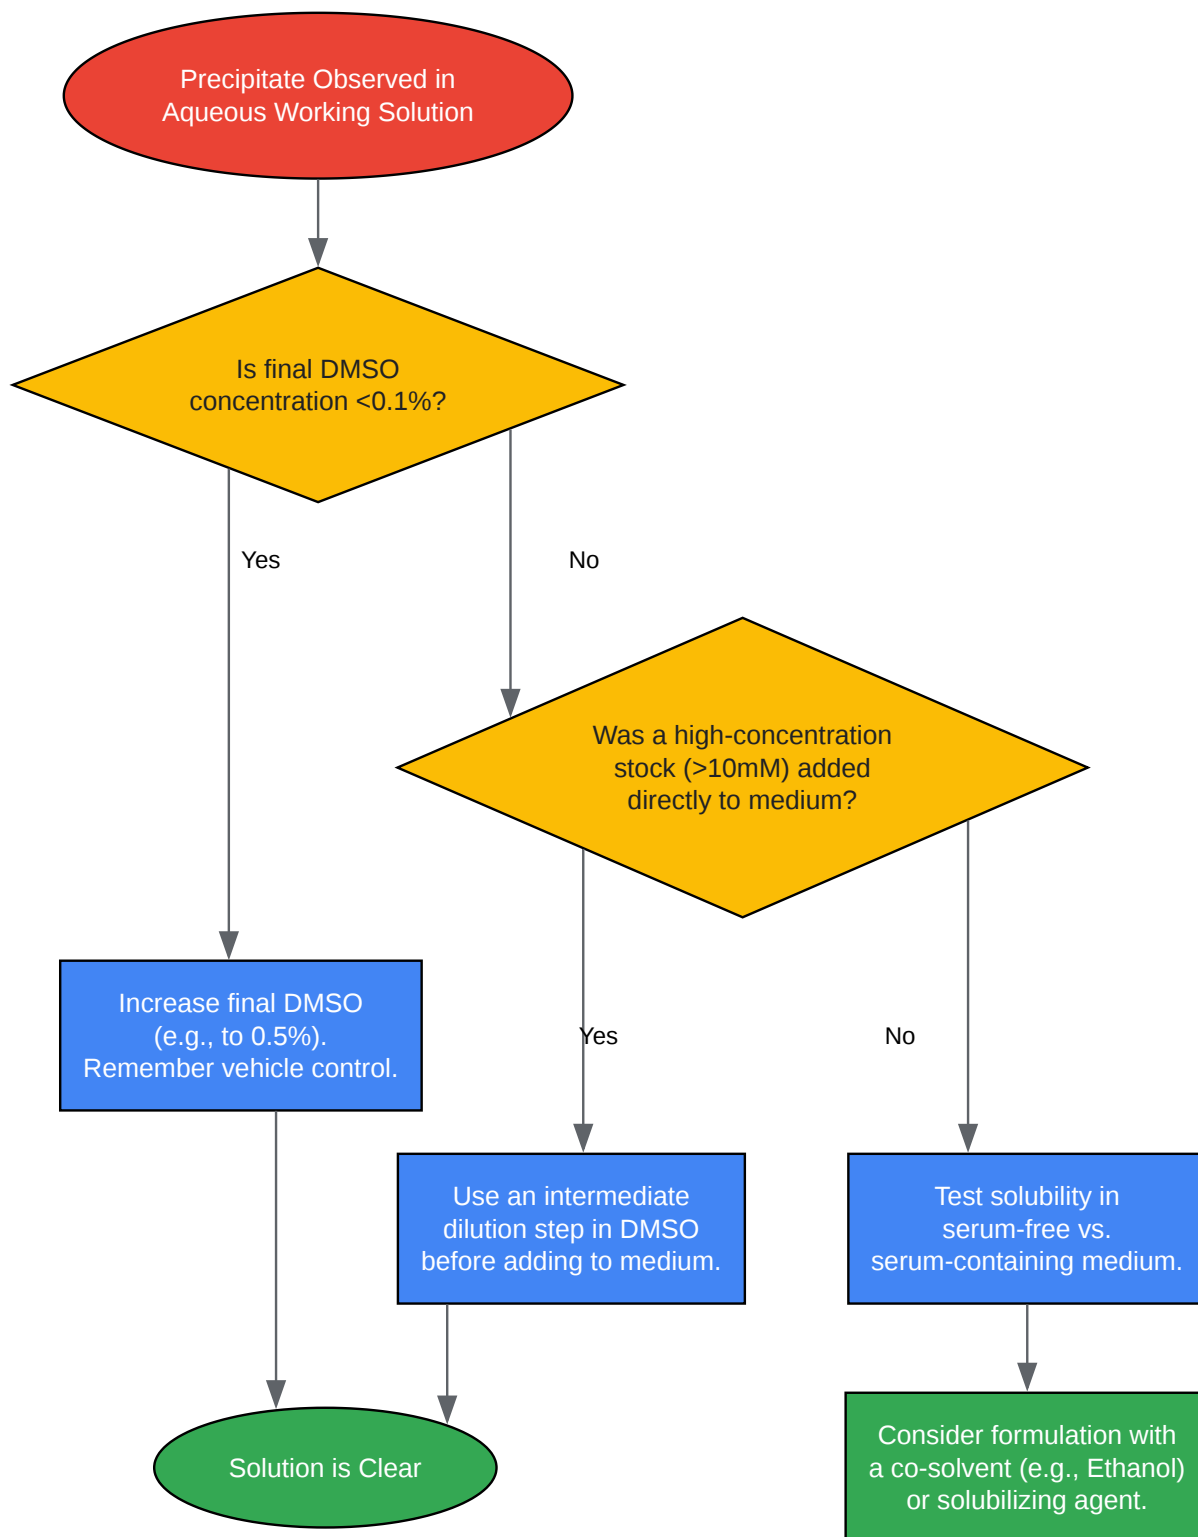 Precipitate Observed in
Aqueous Working Solution
Is final DMSO
concentration <0.1%?
Yes
No
Was a high-concentration
stock (>10mM) added
directly to medium?
Increase final DMSO
(e.g., to 0.5%).
Remember vehicle control.
Yes
No
Use an intermediate
dilution step in DMSO
before adding to medium.
Test solubility in
serum-free vs.
serum-containing medium.
Solution is Clear
Consider formulation with
a co-solvent (e.g., Ethanol)
or solubilizing agent.